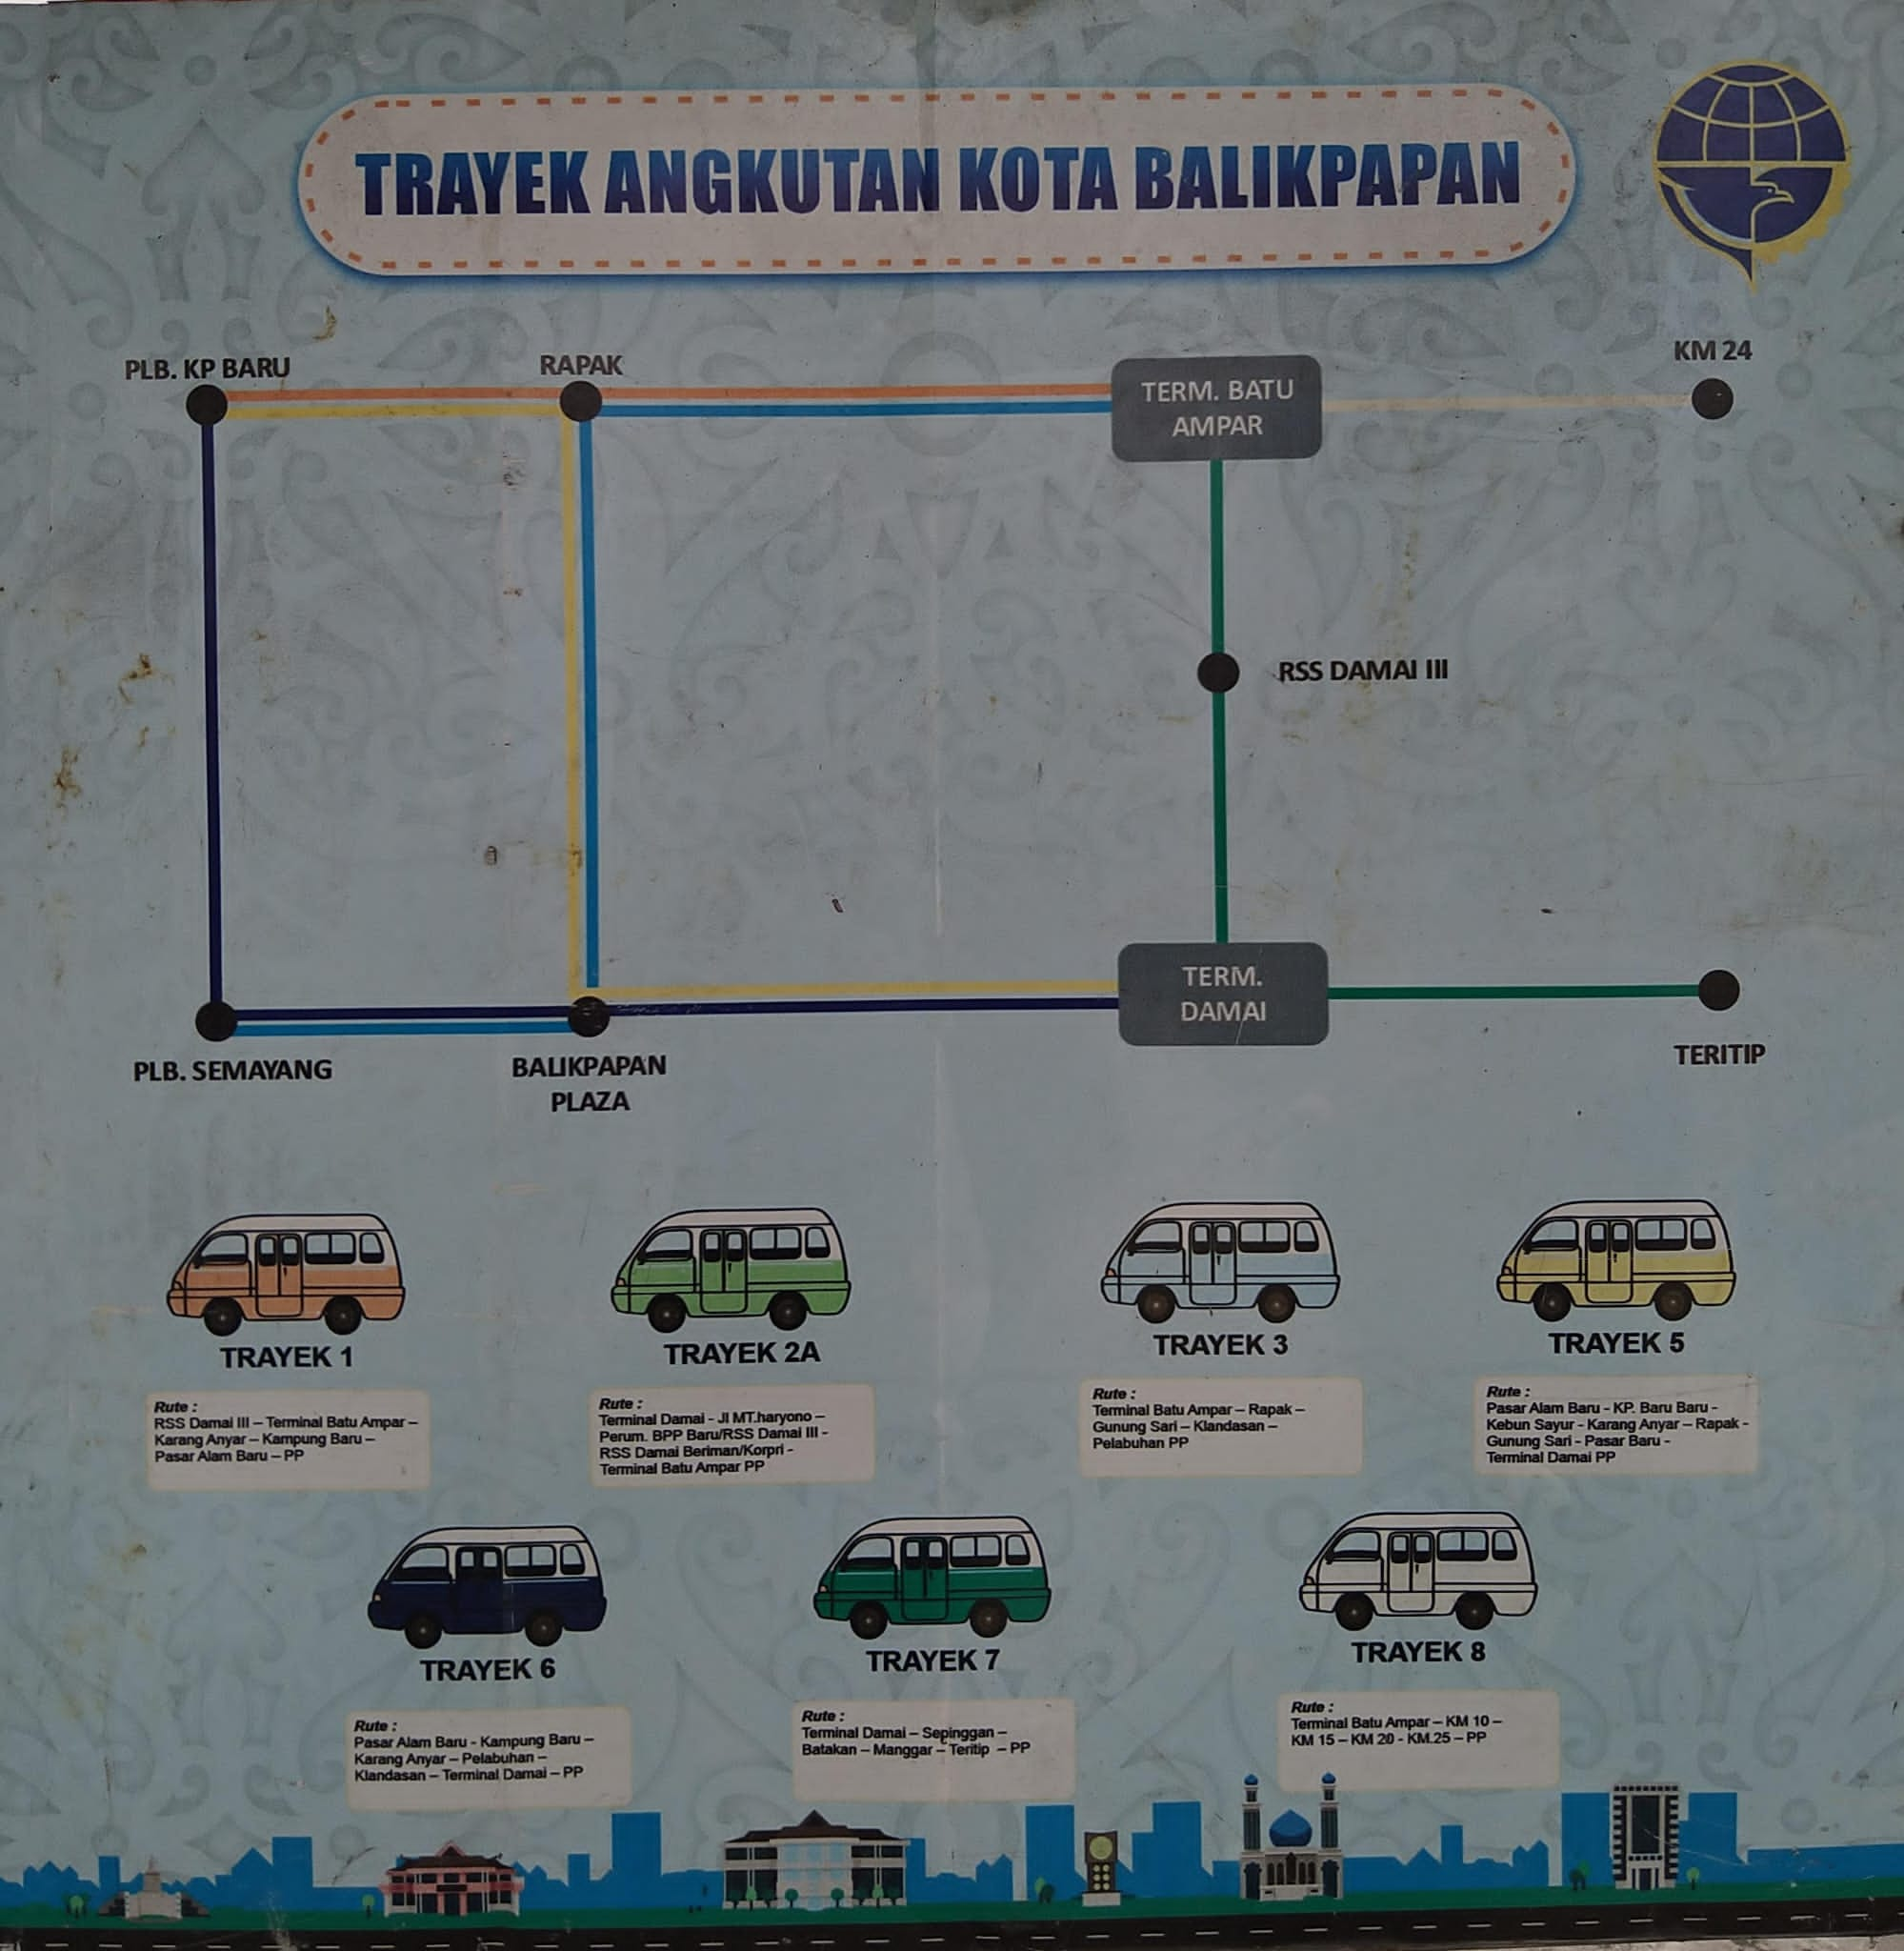 TRAYEK ANGKUTAN KOTA BALIKPAPAN
PLB. KP BARU
RAPAK
TERM. BATU
AMPAR
KM 24
RSS DAMAI III
TERM.
DAMAI
PLB. SEMAYANG
BALIKPAPAN
PLAZA
TERITIP
TRAYEK 1
Rute :
RSS Damai III – Terminal Batu Ampar –
Karang Anyar – Kampung Baru –
Pasar Alam Baru – PP
TRAYEK 2A
Rute :
Terminal Damai - Jl MT.haryono –
Perum. BPP Baru/RSS Damai III -
RSS Damai Beriman/Korpri -
Terminal Batu Ampar PP
TRAYEK 3
Rute :
Terminal Batu Ampar – Rapak –
Gunung Sari – Klandasan –
Pelabuhan PP
TRAYEK 5
Rute :
Pasar Alam Baru - KP. Baru Baru -
Kebun Sayur - Karang Anyar – Rapak -
Gunung Sari - Pasar Baru -
Terminal Damai PP
TRAYEK 6
Rute :
Pasar Alam Baru - Kampung Baru –
Karang Anyar – Pelabuhan –
Klandasan – Terminal Damai – PP
TRAYEK 7
Rute :
Terminal Damai – Sepinggan –
Batakan – Manggar – Teritip – PP
TRAYEK 8
Rute :
Terminal Batu Ampar – KM 10 –
KM 15 – KM 20 - KM.25 – PP